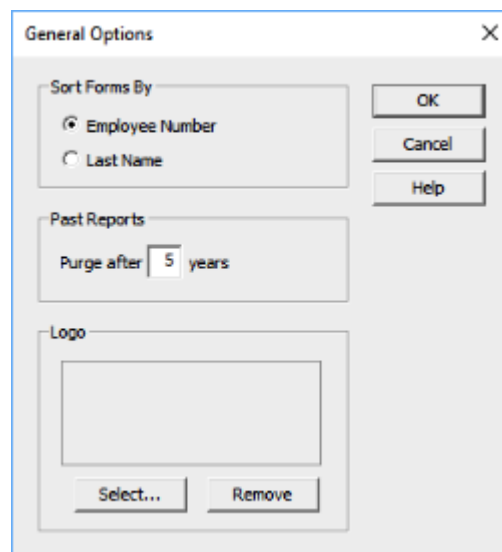 General Options
Sort Forms By
Employee Number
Last Name
OK
Cancel
Help
Past Reports
Purge after 5 years
Logo
Select...
Remove